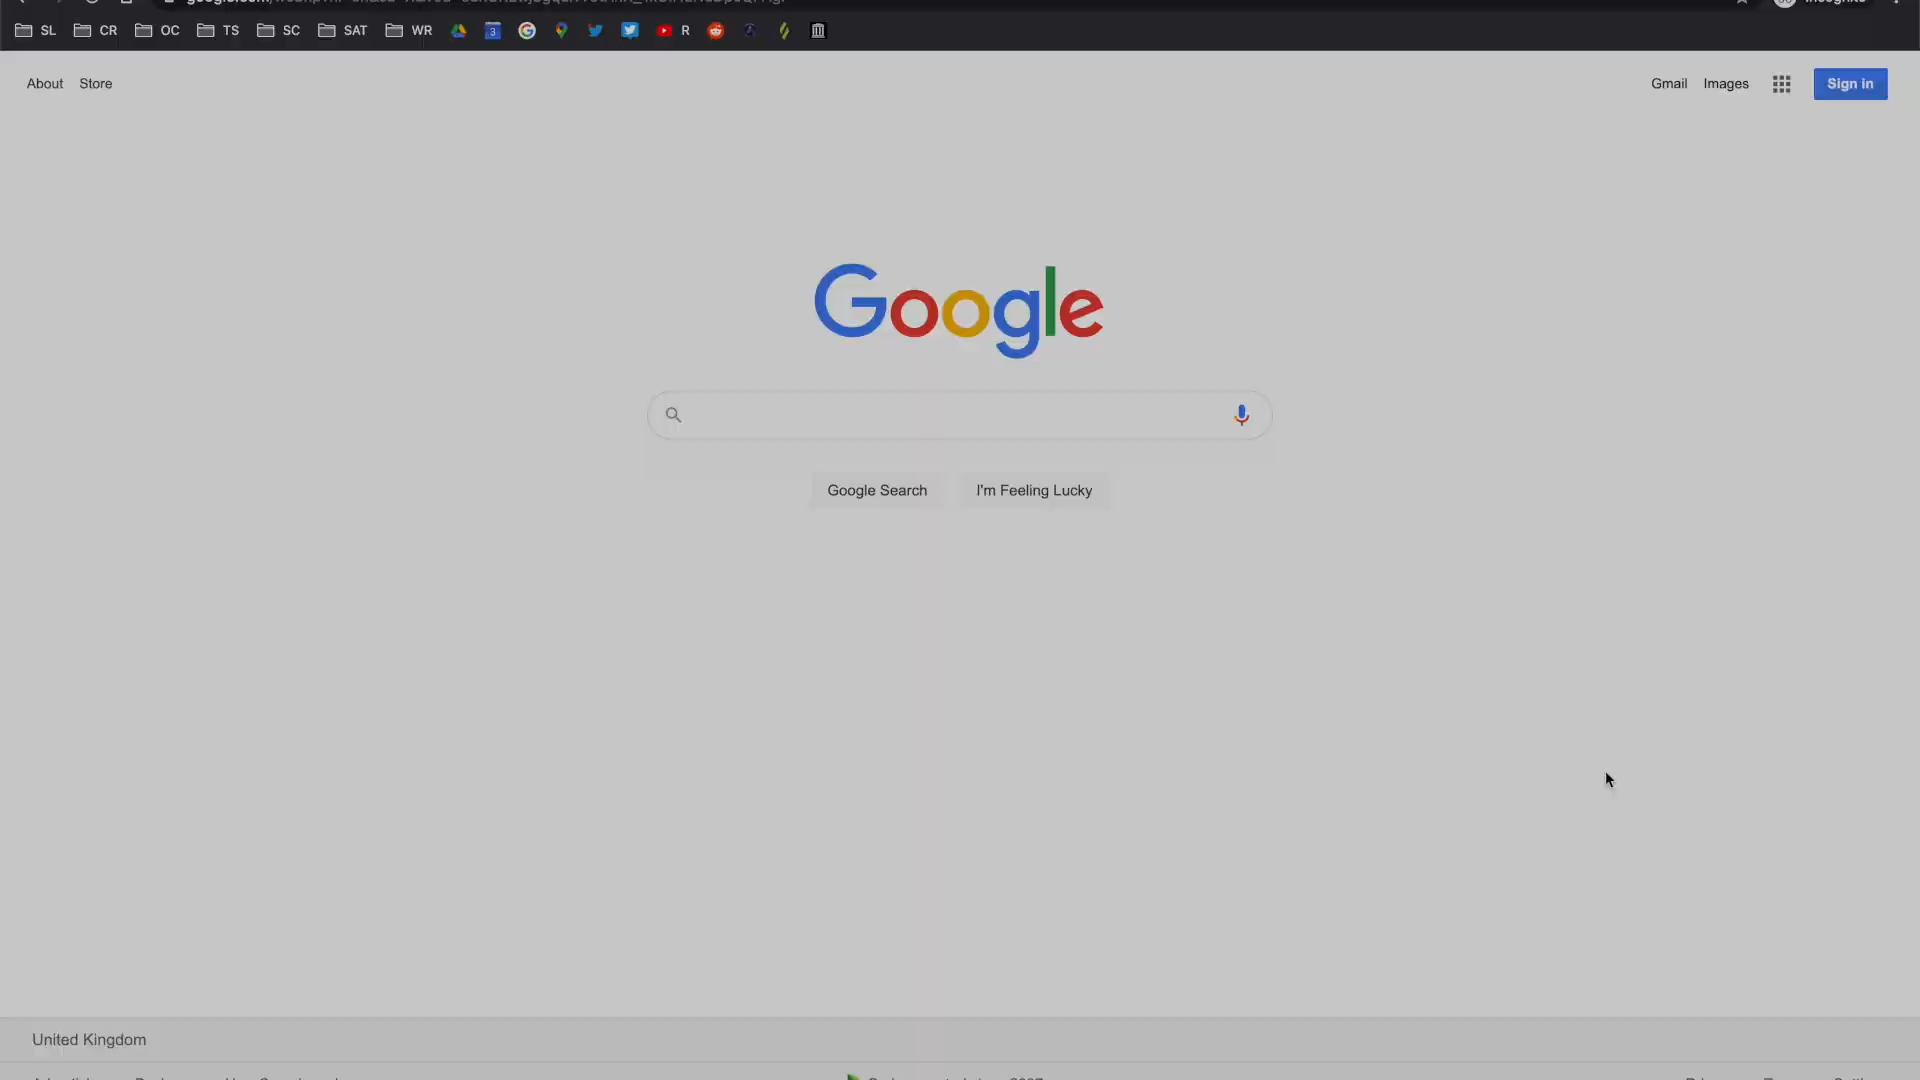 SL CR OC TS SC SAT WR R
About Store Gmail Images Sign in
Google
Google Search I'm Feeling Lucky
United Kingdom